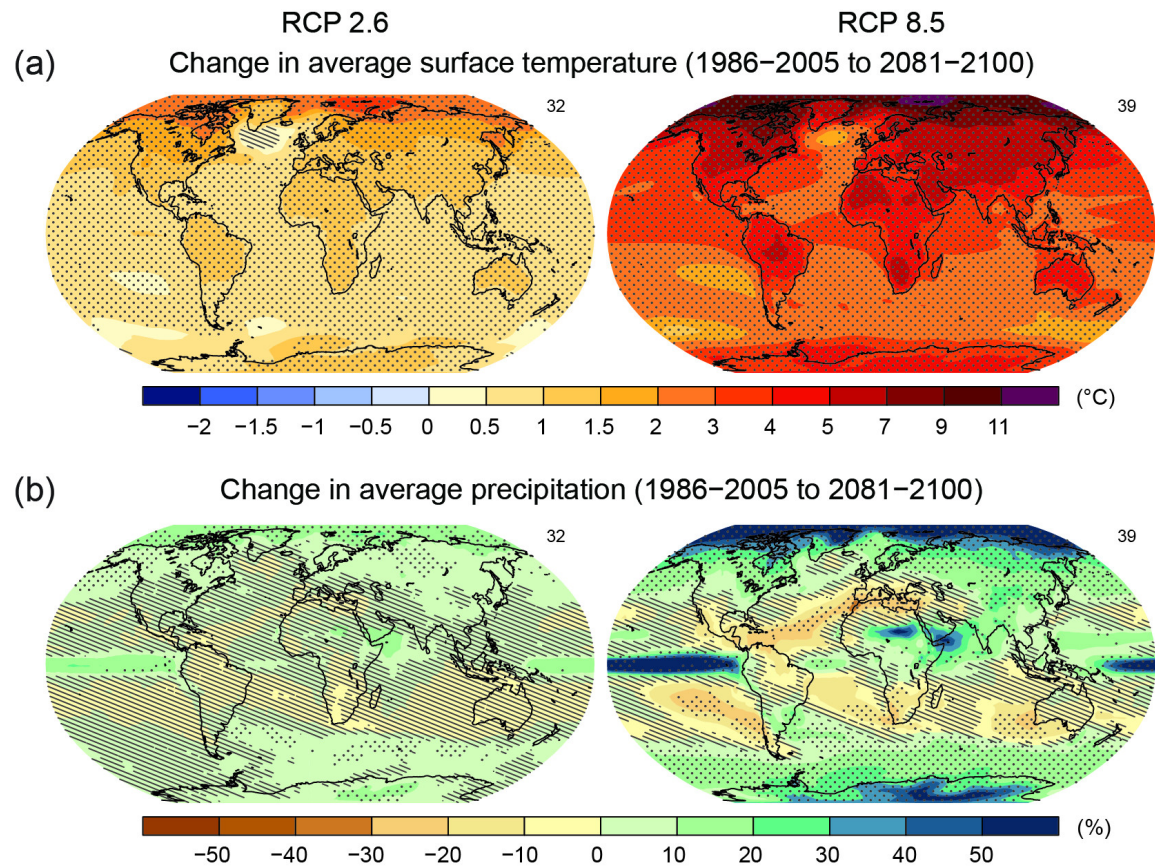 RCP 2.6 RCP 8.5
(a) Change in average surface temperature (1986−2005 to 2081−2100)
32 39
−2 −1.5 −1 −0.5 0 0.5 1 1.5 2 3 4 5 7 9 11 (°C)
(b) Change in average precipitation (1986−2005 to 2081−2100)
32 39
−50 −40 −30 −20 −10 0 10 20 30 40 50 (%)